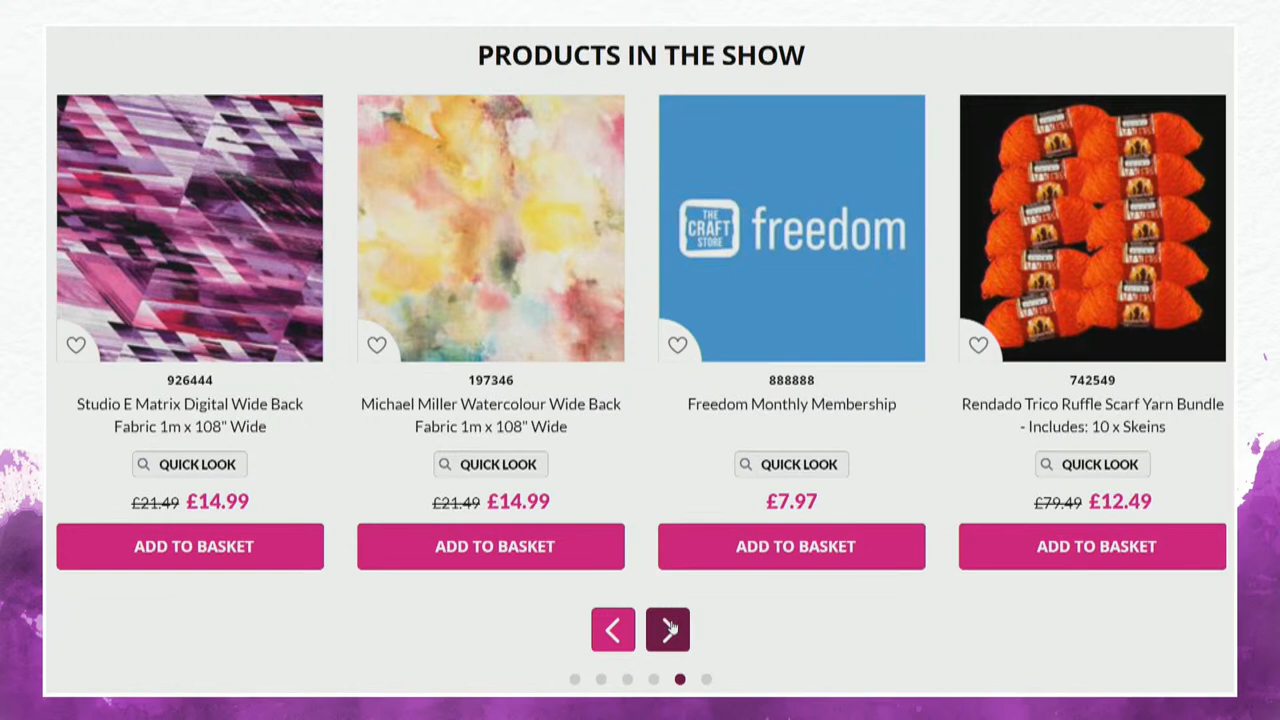 PRODUCTS IN THE SHOW
926444
Studio E Matrix Digital Wide Back
Fabric 1m x 108" Wide
QUICK LOOK
£21.49 £14.99
ADD TO BASKET
197346
Michael Miller Watercolour Wide Back
Fabric 1m x 108" Wide
QUICK LOOK
£21.49 £14.99
ADD TO BASKET
THE
CRAFT
STORE
freedom
888888
Freedom Monthly Membership
QUICK LOOK
£7.97
ADD TO BASKET
742549
Rendado Trico Ruffle Scarf Yarn Bundle
- Includes: 10 x Skeins
QUICK LOOK
£79.49 £12.49
ADD TO BASKET